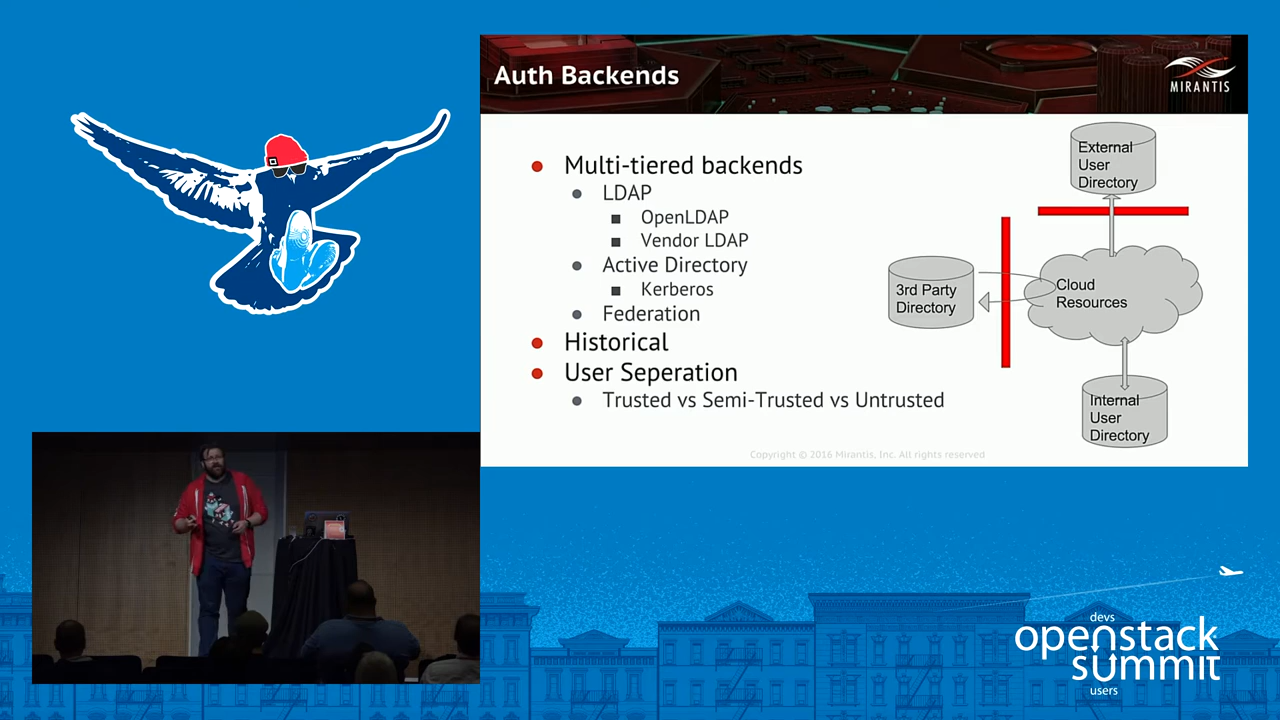 Auth Backends
MIRANTIS
Multi-tiered backends
LDAP
OpenLDAP
Vendor LDAP
Active Directory
Kerberos
Federation
Historical
User Seperation
Trusted vs Semi-Trusted vs Untrusted
External
User
Directory
3rd Party
Directory
Cloud
Resources
Internal
User
Directory
Copyright © 2016 Mirantis, Inc. All rights reserved
devs
openstack
summit
users